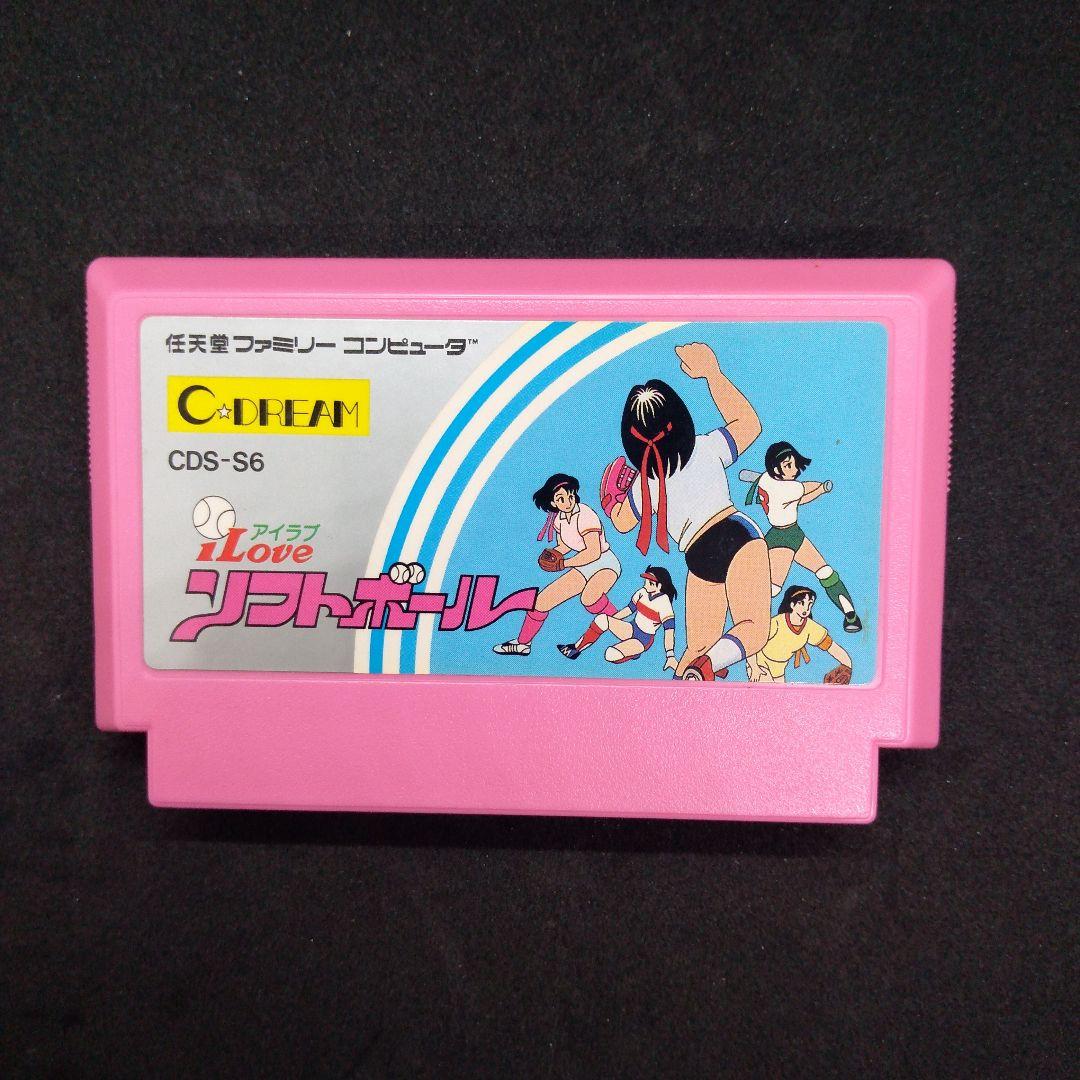 任天堂 ファミリー コンピュータ™
C☆DREAM
CDS-S6
アイラブ
iLove
ソフトボール